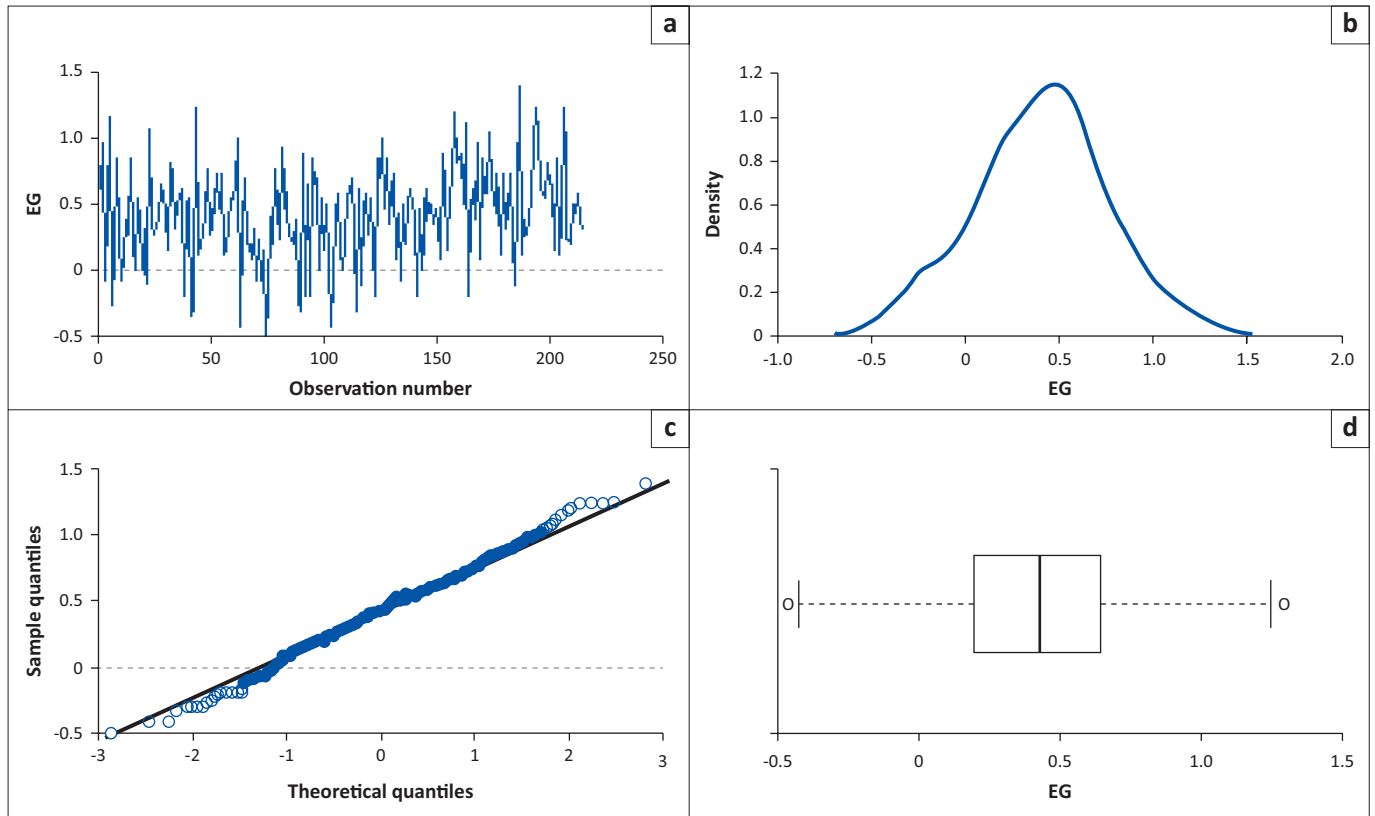 a
1.5
1.0
0.5
0
-0.5
EG
0 50 100 150 200 250
Observation number
b
1.2
1.0
0.8
0.6
0.4
0.2
0
Density
-1.0 -0.5 0 0.5 1.0 1.5 2.0
EG
c
1.5
1.0
0.5
0
-0.5
Sample quantiles
-3 -2 -1 0 1 2 3
Theoretical quantiles
d
-0.5 0 0.5 1.0 1.5
EG